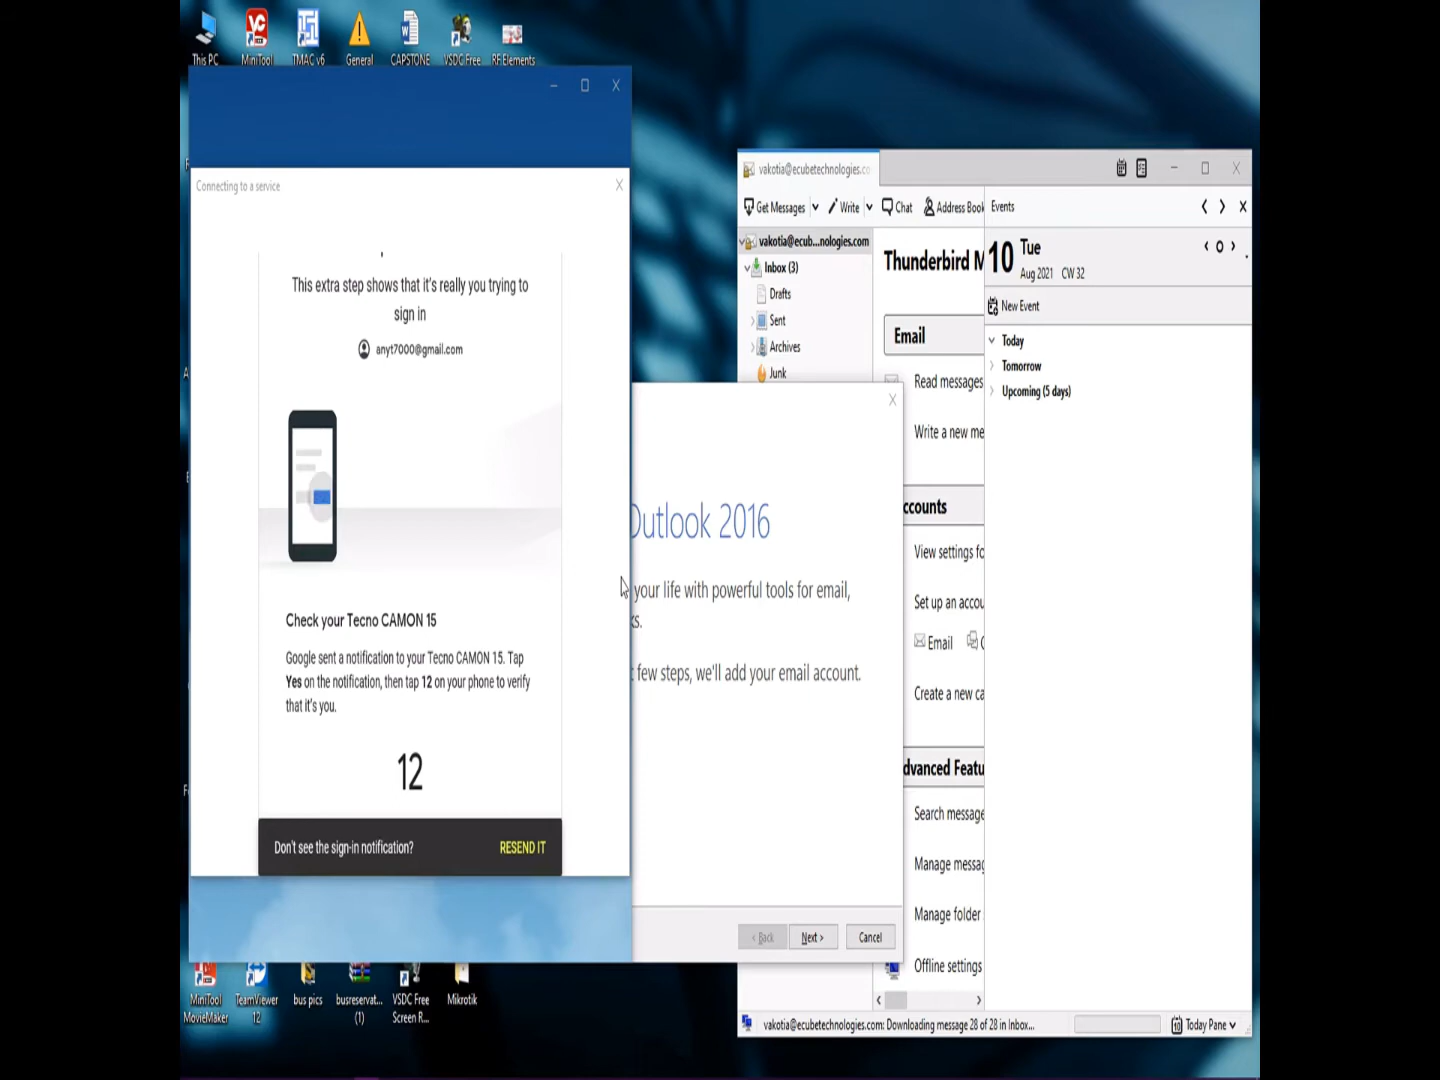 This PC
MiniTool
TMAC v6
General
CAPSTONE
VSDC Free
RF Elements
Connecting to a service
This extra step shows that it's really you trying to
sign in
anyt7000@gmail.com
Check your Tecno CAMON 15
Google sent a notification to your Tecno CAMON 15. Tap
Yes on the notification, then tap 12 on your phone to verify
that it's you.
12
Don't see the sign-in notification?
RESEND IT
Outlook 2016
your life with powerful tools for email,
ks.
t few steps, we'll add your email account.
< Back
Next >
Cancel
vakotia@ecubetechnologies.co
Get Messages
Write
Chat
Address Book
vakotia@ecub...nologies.com
Inbox (3)
Drafts
Sent
Archives
Junk
Thunderbird M
Email
Read messages
Write a new me
ccounts
View settings fo
Set up an accou
Email
C
Create a new ca
dvanced Featu
Search message
Manage messag
Manage folder
Offline settings
Events
10
Tue
Aug 2021 CW 32
New Event
Today
Tomorrow
Upcoming (5 days)
vakotia@ecubetechnologies.com: Downloading message 28 of 28 in Inbox...
Today Pane
MiniTool
MovieMaker
TeamViewer
12
bus pics
busreservat...
(1)
VSDC Free
Screen R...
Mikrotik